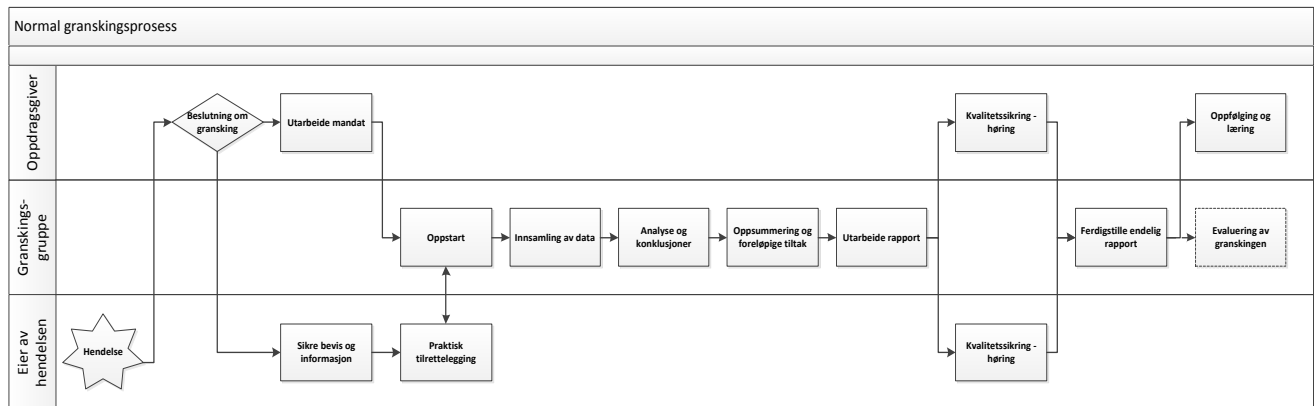 Normal granskingsprosess
Oppdragsgiver
Beslutning om
gransking
Utarbeide mandat
Kvalitetssikring -
høring
Oppfølging og
læring
Granskings-
gruppe
Oppstart
Innsamling av data
Analyse og
konklusjoner
Oppsummering og
foreløpige tiltak
Utarbeide rapport
Ferdigstille endelig
rapport
Evaluering av
granskingen
Eier av
hendelsen
Hendelse
Sikre bevis og
informasjon
Praktisk
tilrettelegging
Kvalitetssikring -
høring